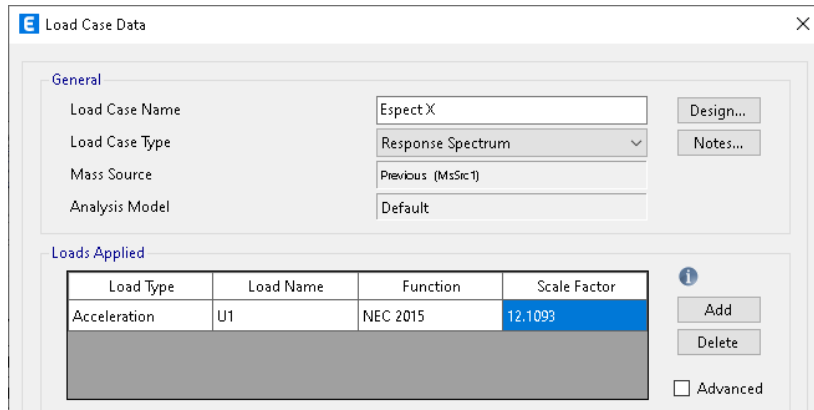 E Load Case Data
General
Load Case Name Espect X Design...
Load Case Type Response Spectrum Notes...
Mass Source Previous (MsSrc1)
Analysis Model Default
Loads Applied
Load Type Load Name Function Scale Factor
Acceleration U1 NEC 2015 12.1093
Add
Delete
Advanced